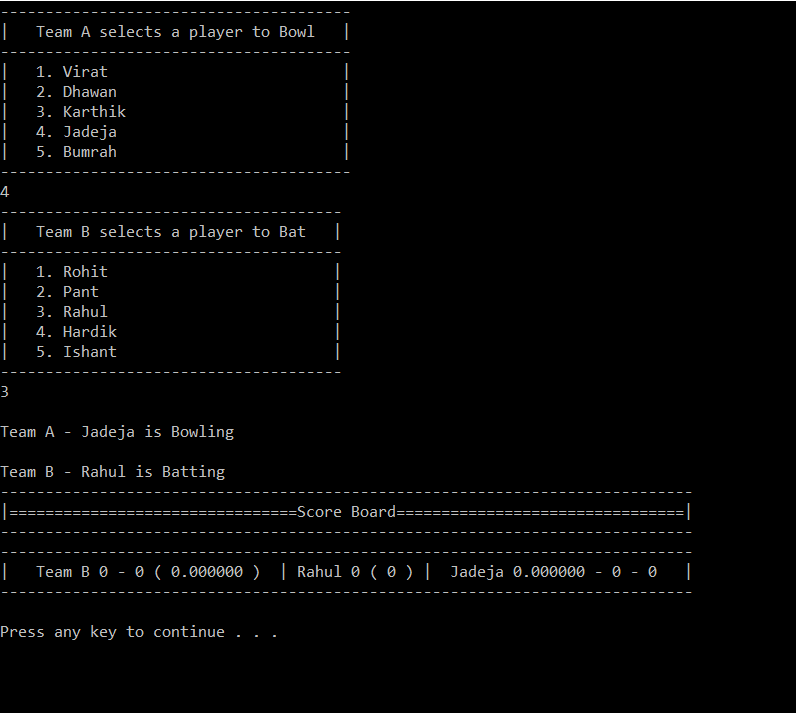 ---------------------------------------
|   Team A selects a player to Bowl   |
---------------------------------------
|   1. Virat                          |
|   2. Dhawan                         |
|   3. Karthik                        |
|   4. Jadeja                         |
|   5. Bumrah                         |
---------------------------------------
4
--------------------------------------
|   Team B selects a player to Bat   |
--------------------------------------
|   1. Rohit                         |
|   2. Pant                          |
|   3. Rahul                         |
|   4. Hardik                        |
|   5. Ishant                        |
--------------------------------------
3
Team A - Jadeja is Bowling
Team B - Rahul is Batting
-----------------------------------------------------------------------------
|================================Score Board================================|
-----------------------------------------------------------------------------
-----------------------------------------------------------------------------
|   Team B 0 - 0 ( 0.000000 )  | Rahul 0 ( 0 ) |  Jadeja 0.000000 - 0 - 0   |
-----------------------------------------------------------------------------
Press any key to continue . . .